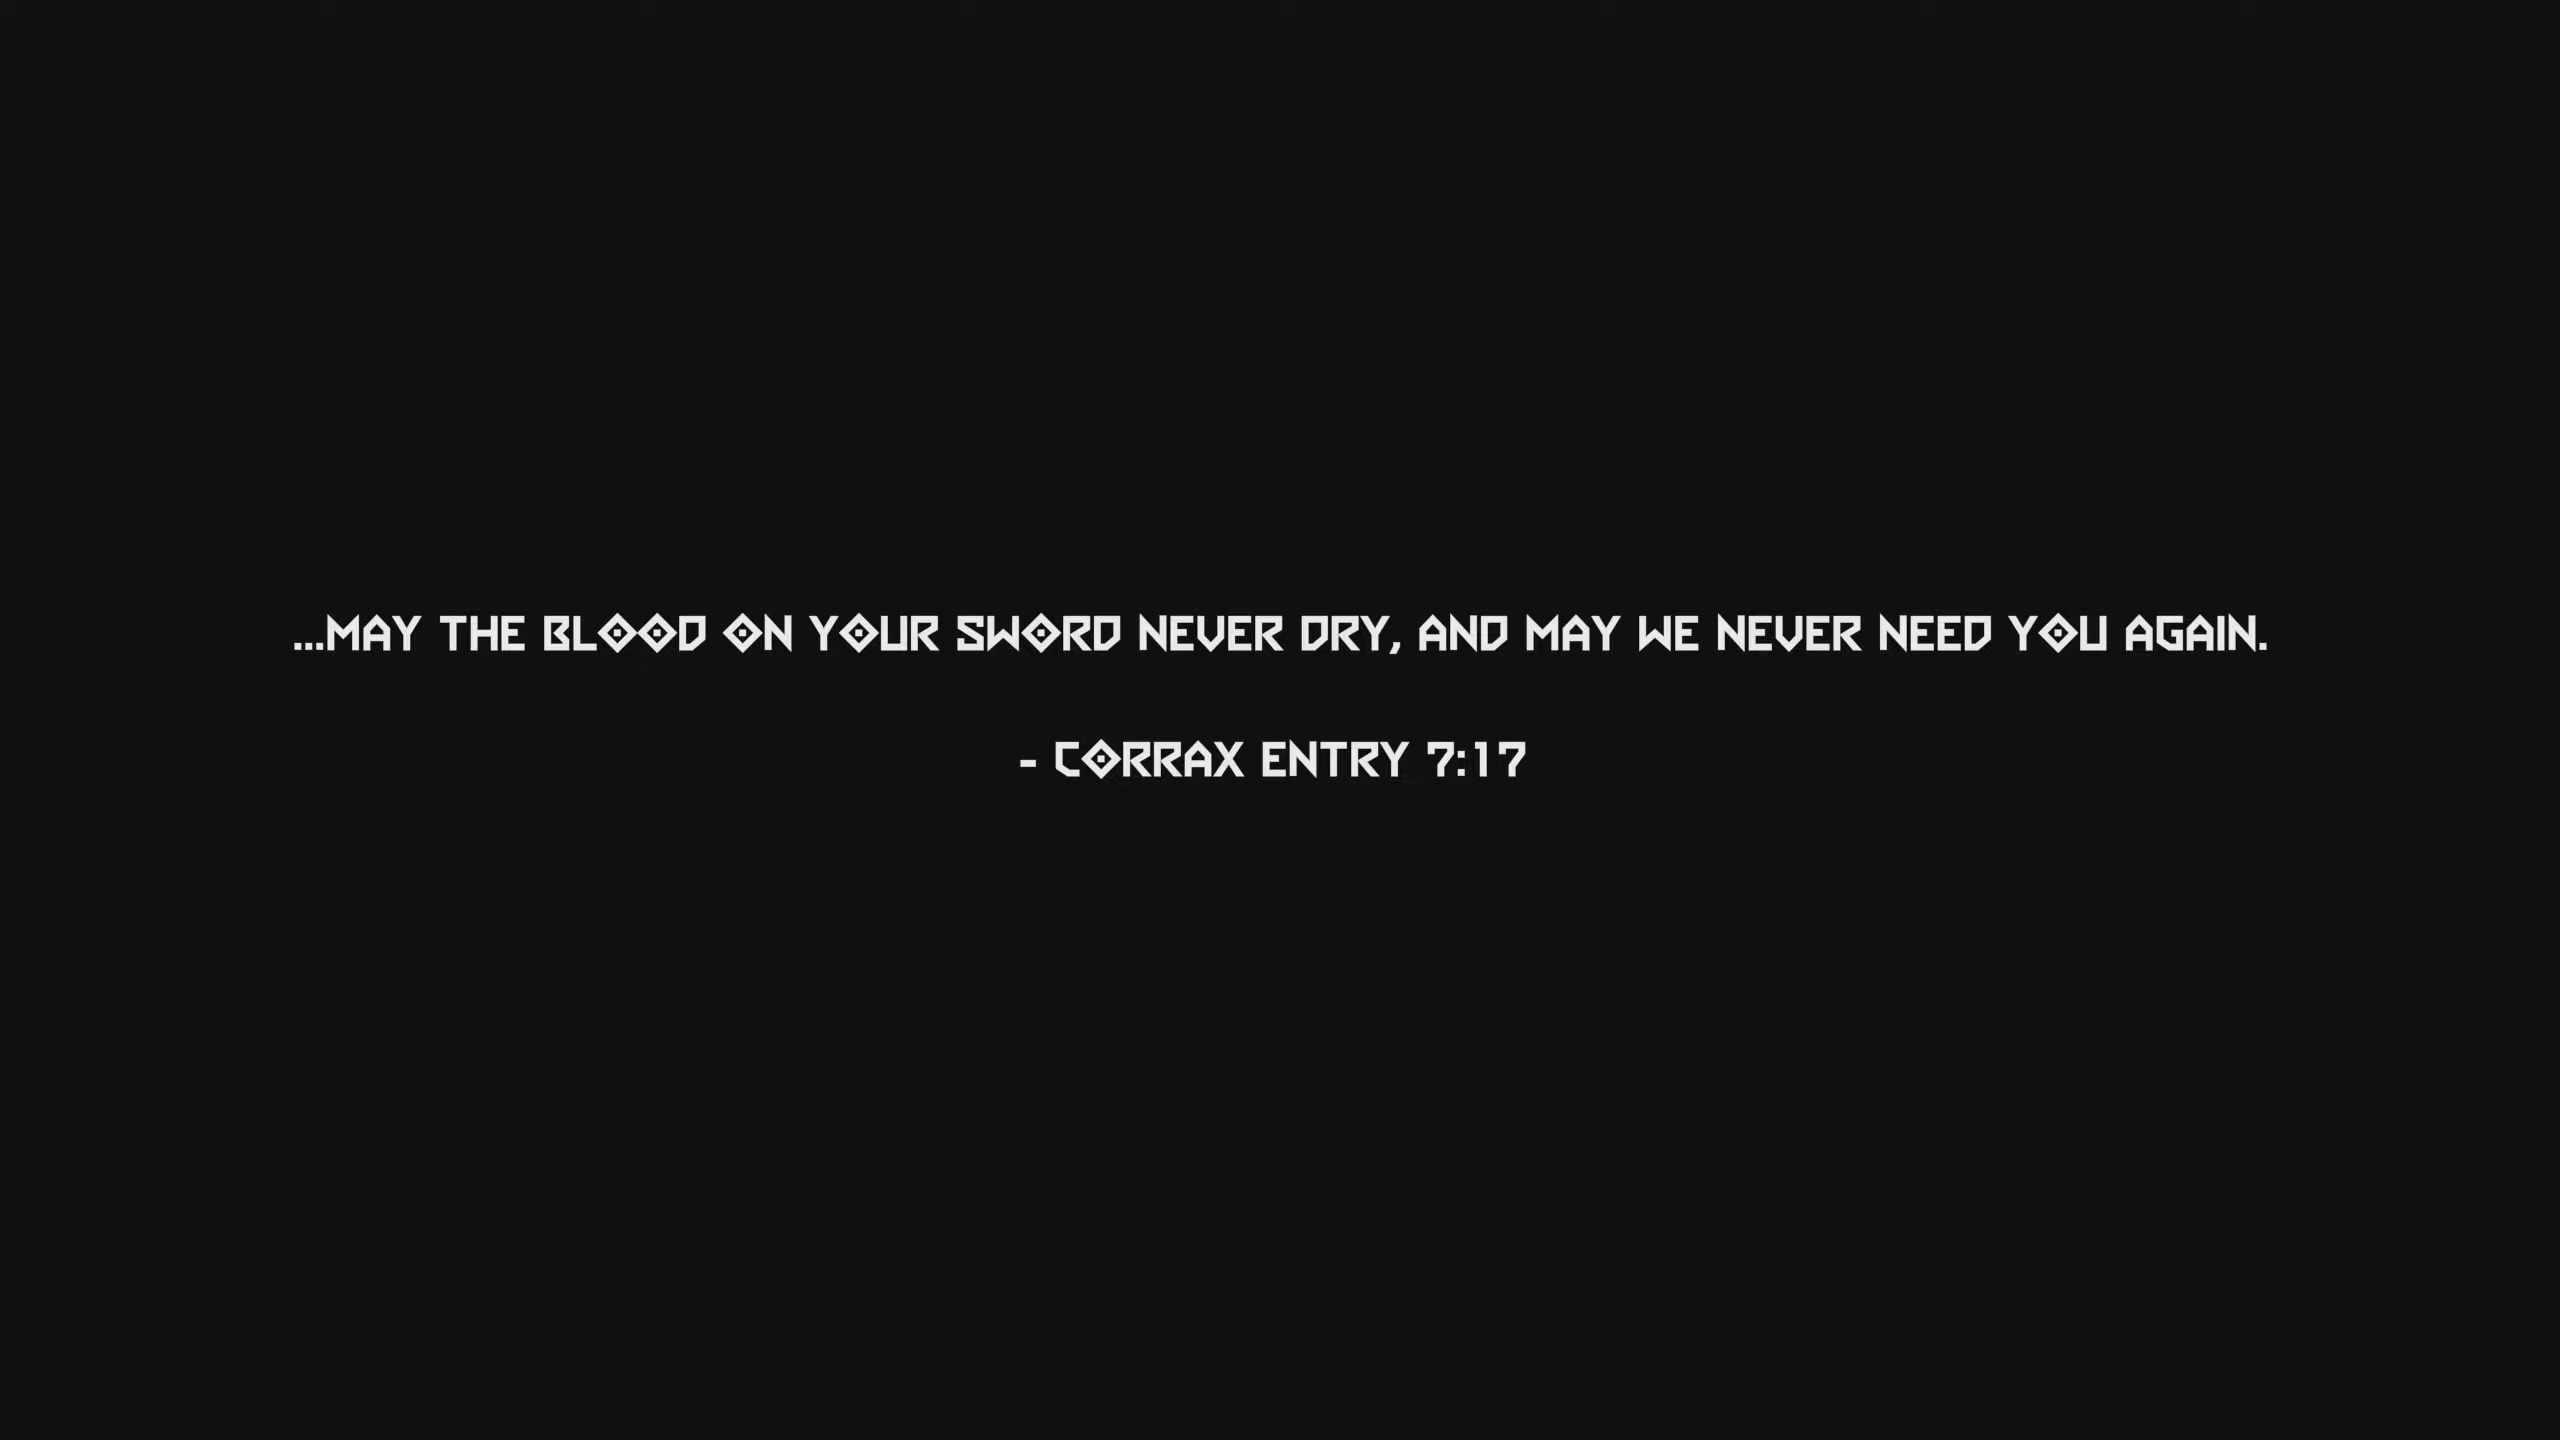 ...MAY THE BLOOD ON YOUR SWORD NEVER DRY, AND MAY WE NEVER NEED YOU AGAIN.
- CORRAX ENTRY 7:17